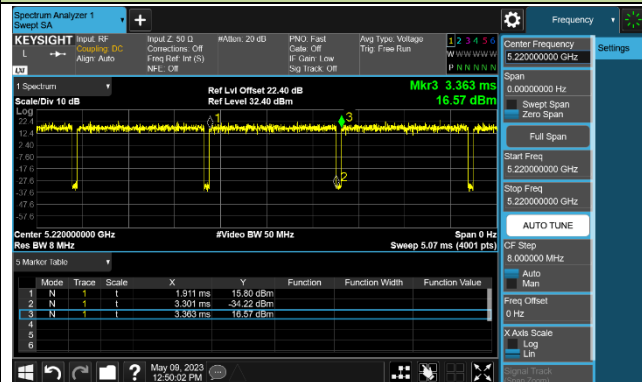 Spectrum Analyzer 1
Swept SA
+
Frequency
KEYSIGHT
L
LXI
Input: RF
Coupling: DC
Align: Auto
Input Z: 50 Ω
Corrections: Off
Freq Ref: Int (S)
NFE: Off
#Atten: 20 dB
PNO: Fast
Gate: Off
IF Gain: Low
Sig Track: Off
Avg Type: Voltage
Trig: Free Run
1 2 3 4 5 6
W W W W W W
P N N N N N
1 Spectrum
Scale/Div 10 dB
Log
Ref Lvl Offset 22.40 dB
Ref Level 32.40 dBm
Mkr3 3.363 ms
16.57 dBm
22.4
12.4
2.40
-7.60
-17.6
-27.6
-37.6
-47.6
-57.6
1
3
2
Center 5.220000000 GHz
Res BW 8 MHz
#Video BW 50 MHz
Span 0 Hz
Sweep 5.07 ms (4001 pts)
5 Marker Table
Mode Trace Scale X Y Function Function Width Function Value
1 N 1 t 1.911 ms 15.80 dBm
2 N 1 t 3.301 ms -34.22 dBm
3 N 1 t 3.363 ms 16.57 dBm
4
5
6
May 09, 2023
12:50:02 PM
?
Center Frequency
5.220000000 GHz
Span
0.00000000 Hz
Swept Span
Zero Span
Full Span
Start Freq
5.220000000 GHz
Stop Freq
5.220000000 GHz
AUTO TUNE
CF Step
8.000000 MHz
Auto
Man
Freq Offset
0 Hz
X Axis Scale
Log
Lin
Signal Track
(Span Zoom)
Settings